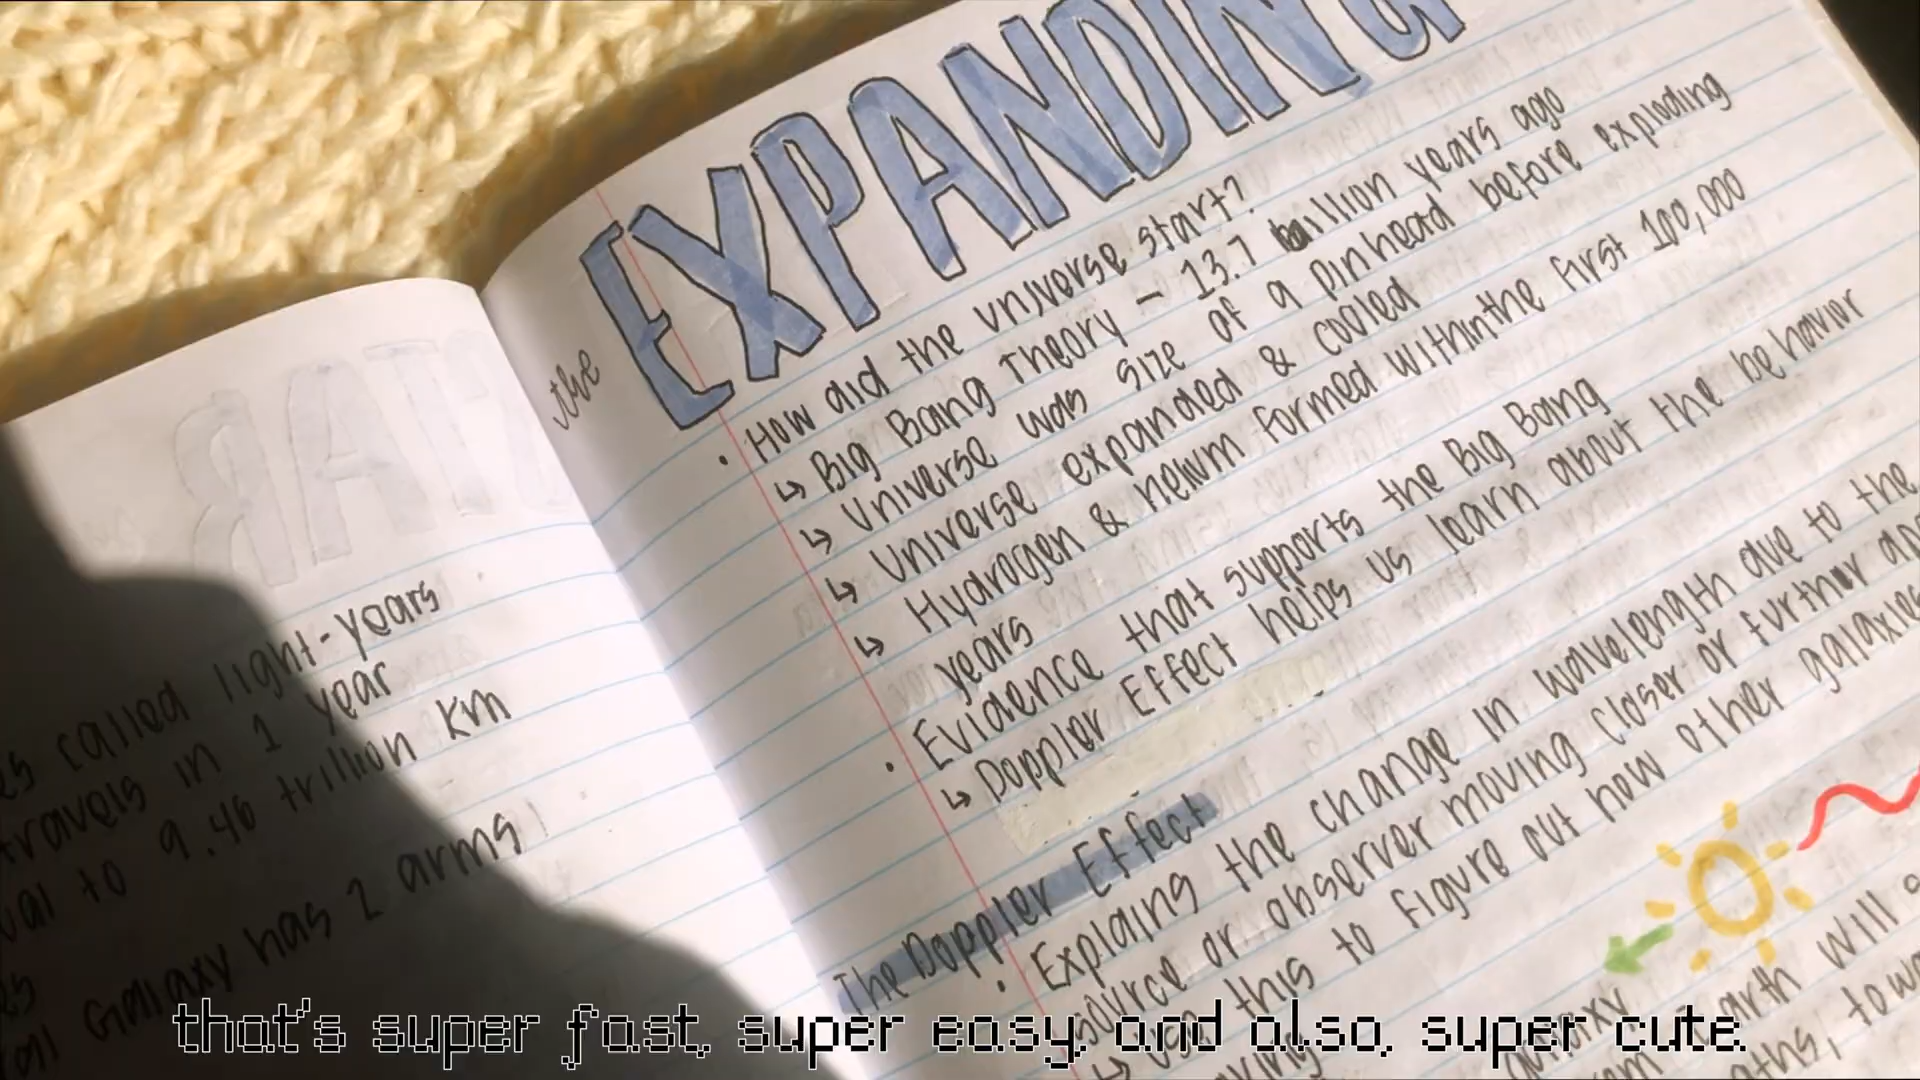 called light-years
travels in 1 year
to 9.46 trillion km
Galaxy has 2 arms
the EXPANDING
• How did the universe start?
↳ Big Bang Theory - 13.7 billion years ago
↳ Universe was size of a pinhead before exploding
↳ Universe expanded & cooled
↳ Hydrogen & helium formed within the first 100,000
years
• Evidence that supports the Big Bang
↳ Doppler Effect helps us learn about the behavior
The Doppler Effect
• Explains the change in wavelength due to the
source or observer moving closer or further
↳ Use this to figure out how other galaxies
will
that's super fast, super easy, and also, super cute.